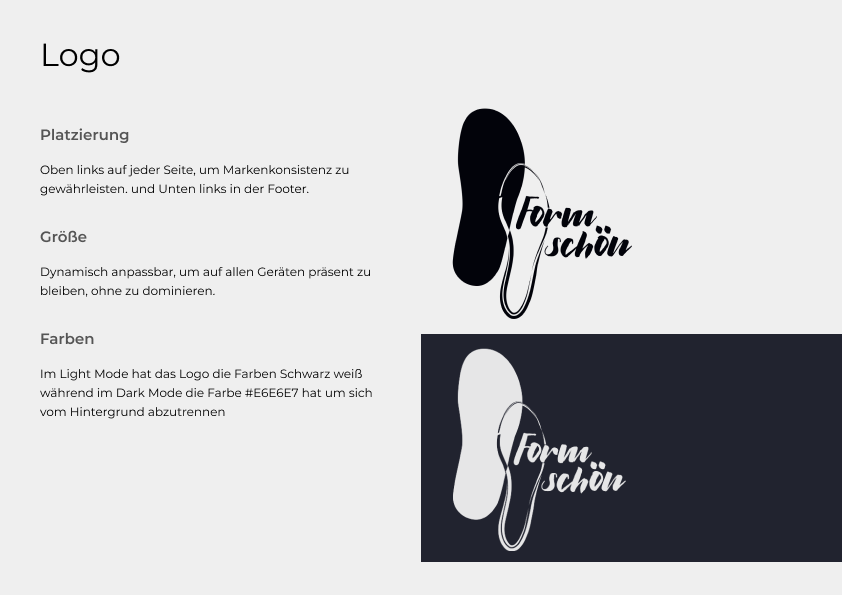 Logo
Platzierung
Oben links auf jeder Seite, um Markenkonsistenz zu
gewährleisten. und Unten links in der Footer.
Größe
Dynamisch anpassbar, um auf allen Geräten präsent zu
bleiben, ohne zu dominieren.
Farben
Im Light Mode hat das Logo die Farben Schwarz weiß
während im Dark Mode die Farbe #E6E6E7 hat um sich
vom Hintergrund abzutrennen
Form
schön
Form
schön